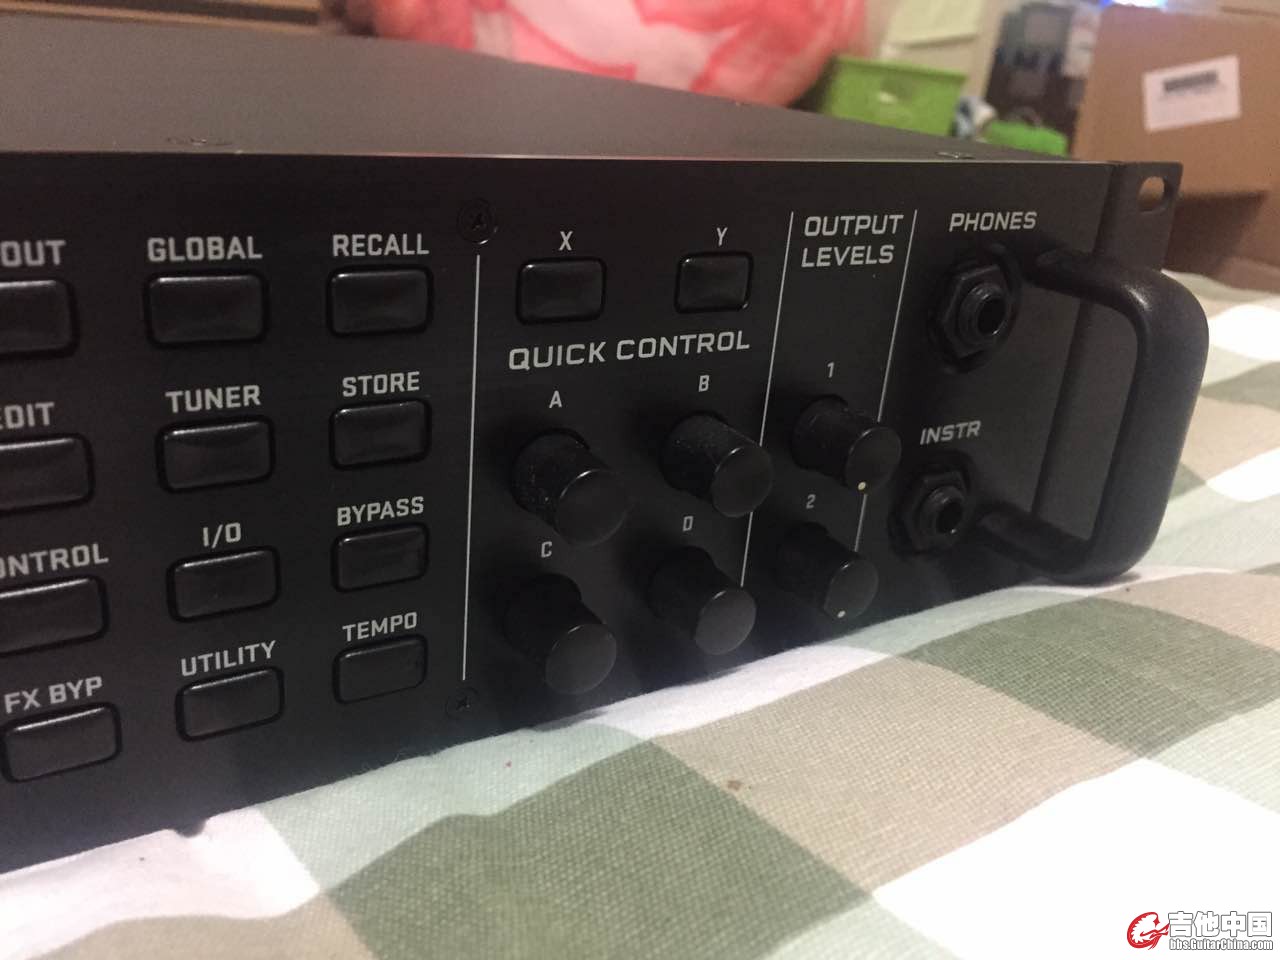 OUT
GLOBAL
RECALL
EDIT
TUNER
STORE
ONTROL
I/O
BYPASS
FX BYP
UTILITY
TEMPO
X
Y
QUICK CONTROL
A
B
C
D
OUTPUT
LEVELS
1
2
PHONES
INSTR
吉他中国
bbs.GuitarChina.com